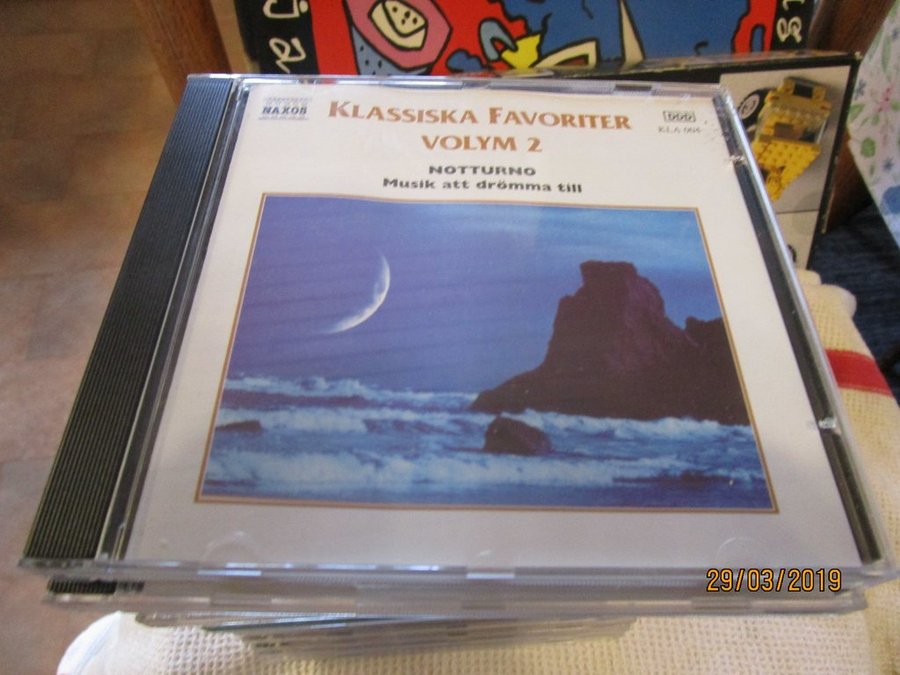 NAXOS
KLASSISKA FAVORITER
VOLYM 2
DDD
NOTTURNO
Musik att drömma till
29/03/2019